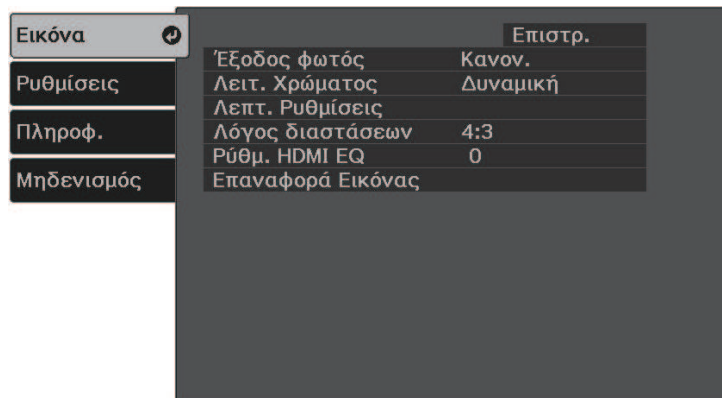 Εικόνα
Ρυθμίσεις
Πληροφ.
Μηδενισμός
Επιστρ.
Έξοδος φωτός Κανον.
Λειτ. Χρώματος Δυναμική
Λεπτ. Ρυθμίσεις
Λόγος διαστάσεων 4:3
Ρύθμ. HDMI EQ 0
Επαναφορά Εικόνας